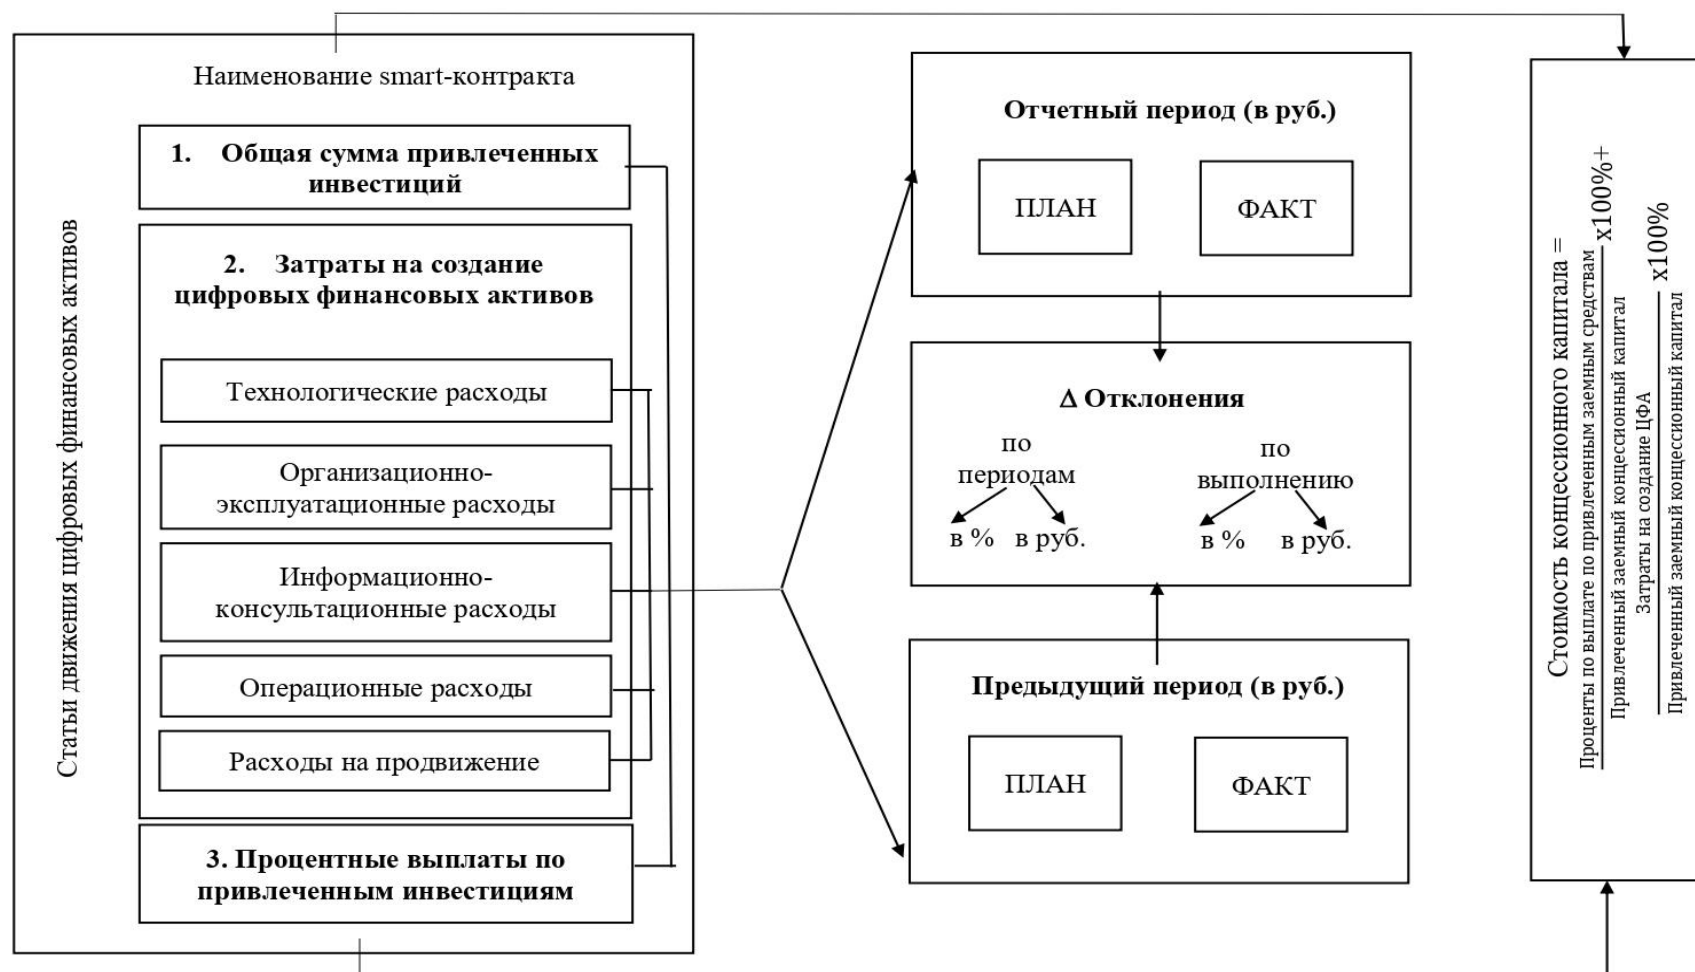 Статьи движения цифровых финансовых активов
Наименование smart-контракта
1. Общая сумма привлеченных
инвестиций
2. Затраты на создание
цифровых финансовых активов
Технологические расходы
Организационно-
эксплуатационные расходы
Информационно-
консультационные расходы
Операционные расходы
Расходы на продвижение
3. Процентные выплаты по
привлеченным инвестициям
Отчетный период (в руб.)
ПЛАН
ФАКТ
Δ Отклонения
по
периодам
в %
в руб.
по
выполнению
в %
в руб.
Предыдущий период (в руб.)
ПЛАН
ФАКТ
Стоимость концессионного капитала =
Проценты по выплате по привлеченным заемным средствам
x100%+
Привлеченный заемный концессионный капитал
Затраты на создание ЦФА
x100%
Привлеченный заемный концессионный капитал